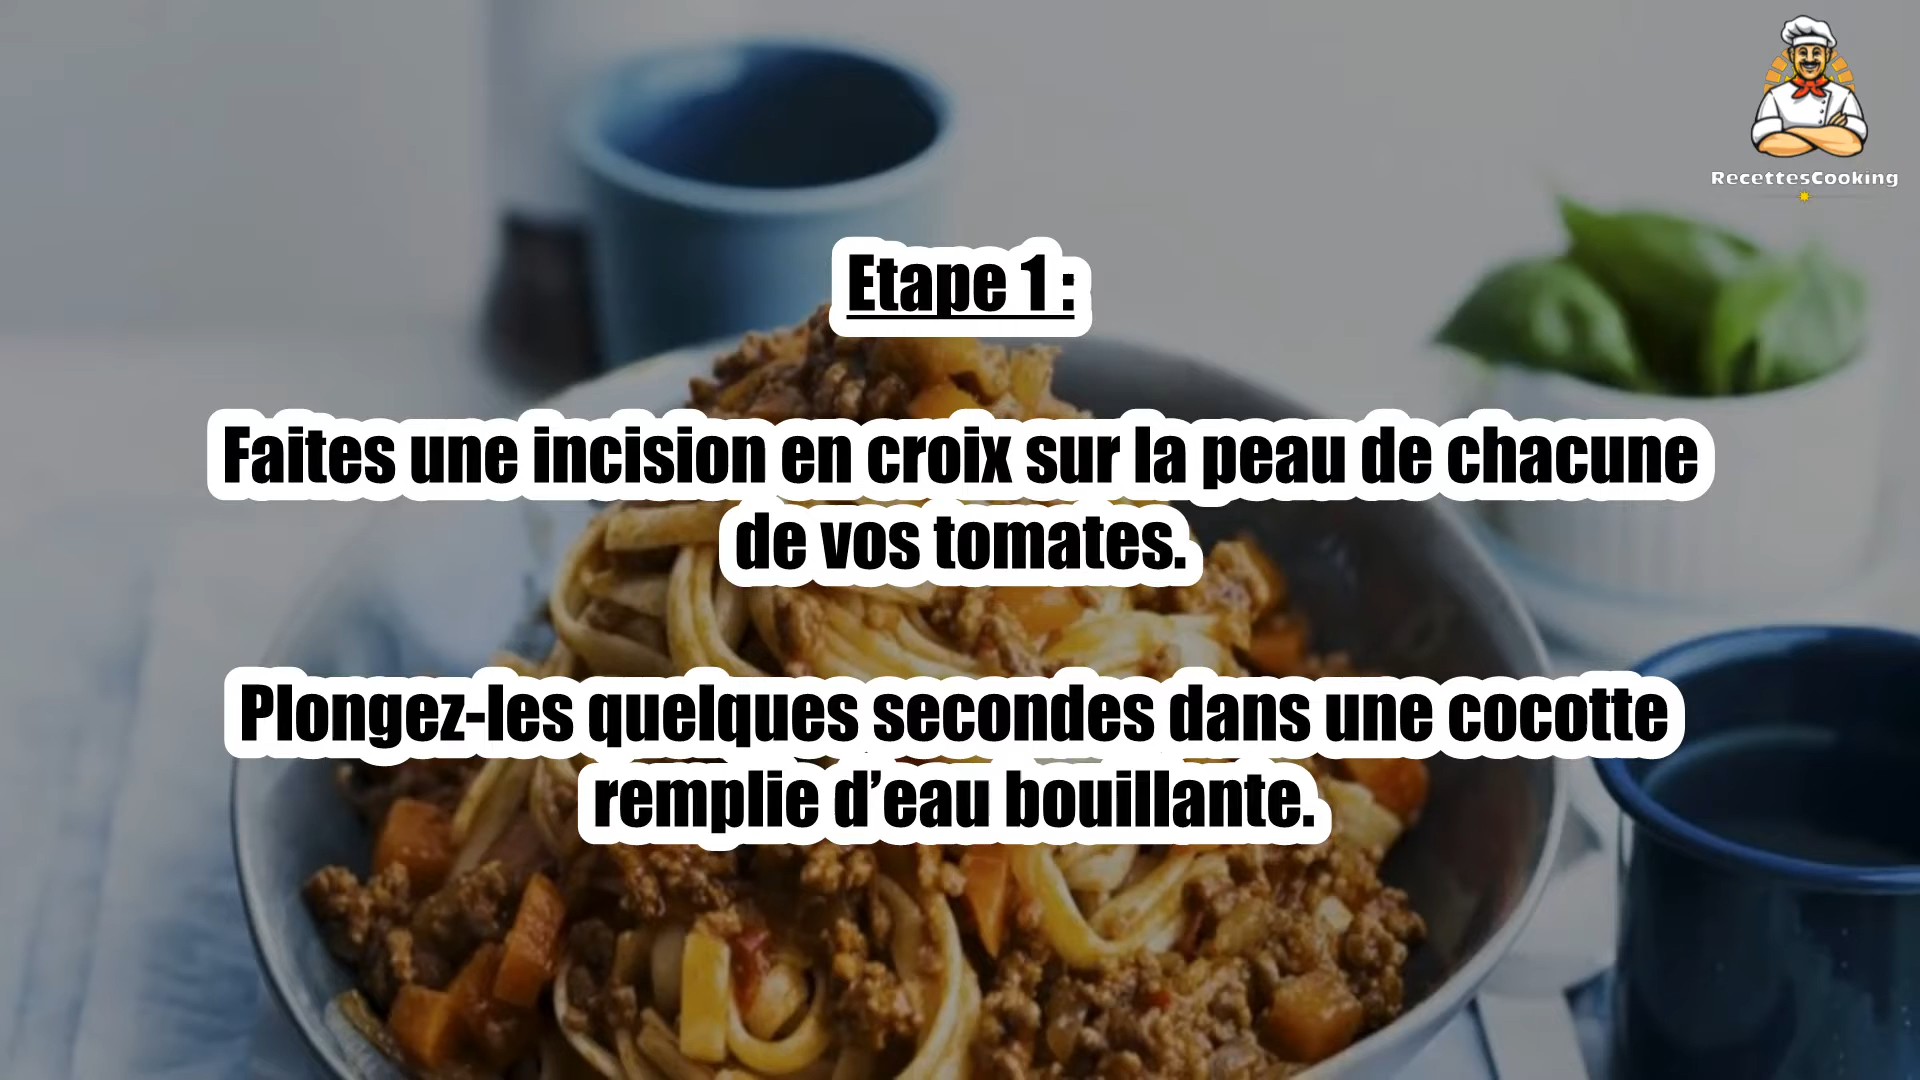 RecettesCooking
Etape 1 :
Faites une incision en croix sur la peau de chacune
de vos tomates.
Plongez-les quelques secondes dans une cocotte
remplie d’eau bouillante.